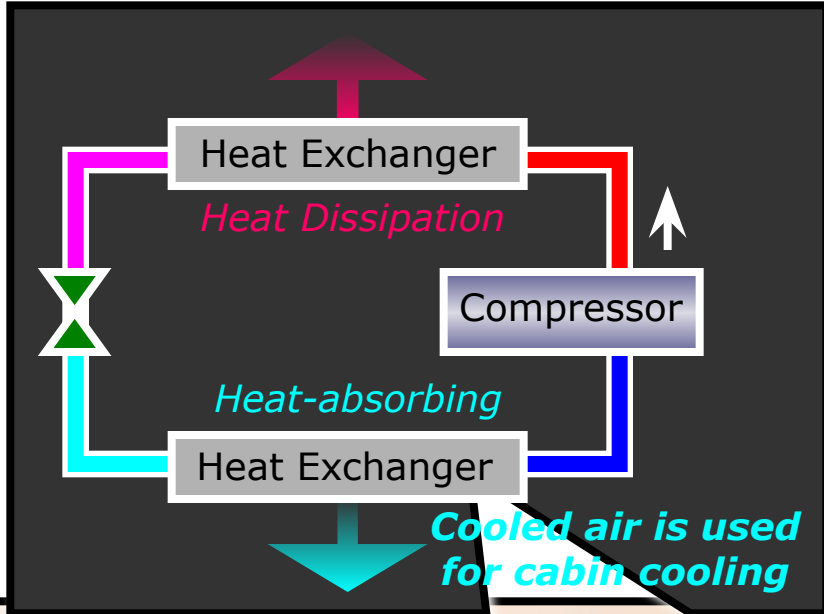 Heat Exchanger
Heat Dissipation
Compressor
Heat-absorbing
Heat Exchanger
Cooled air is used
for cabin cooling